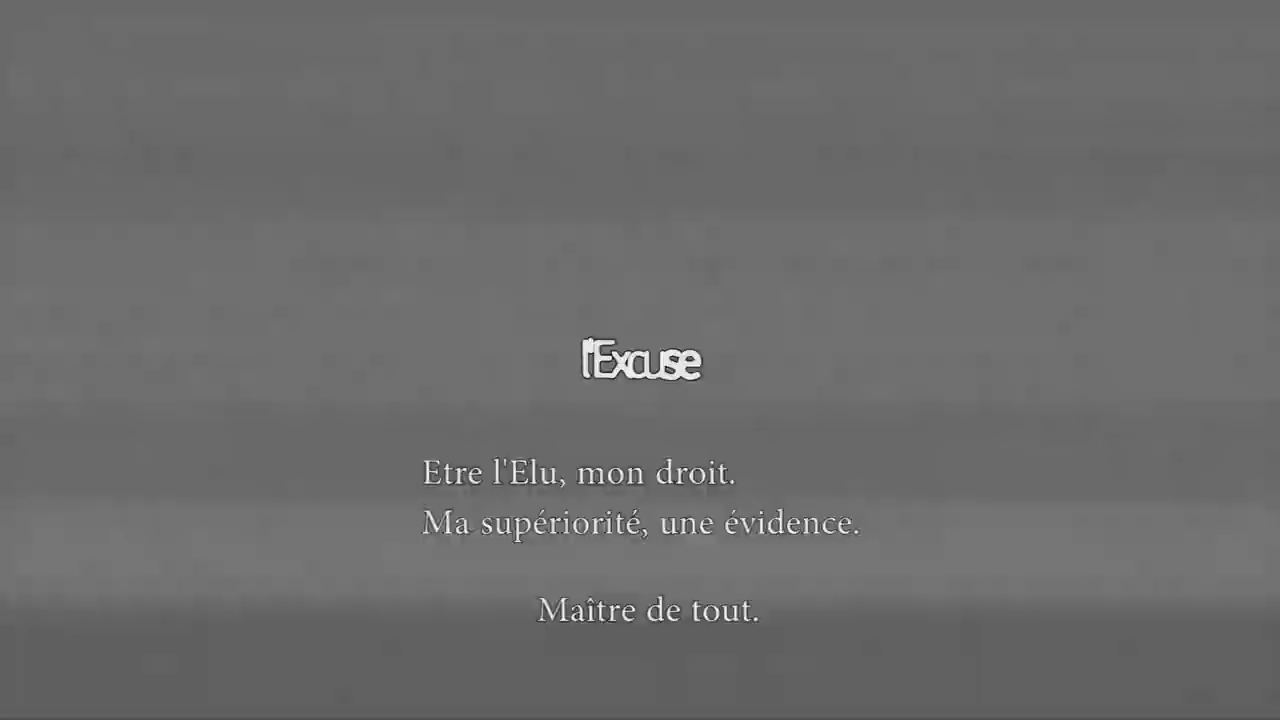 l'Excuse
Etre l'Elu, mon droit.
Ma supériorité, une évidence.
Maître de tout.